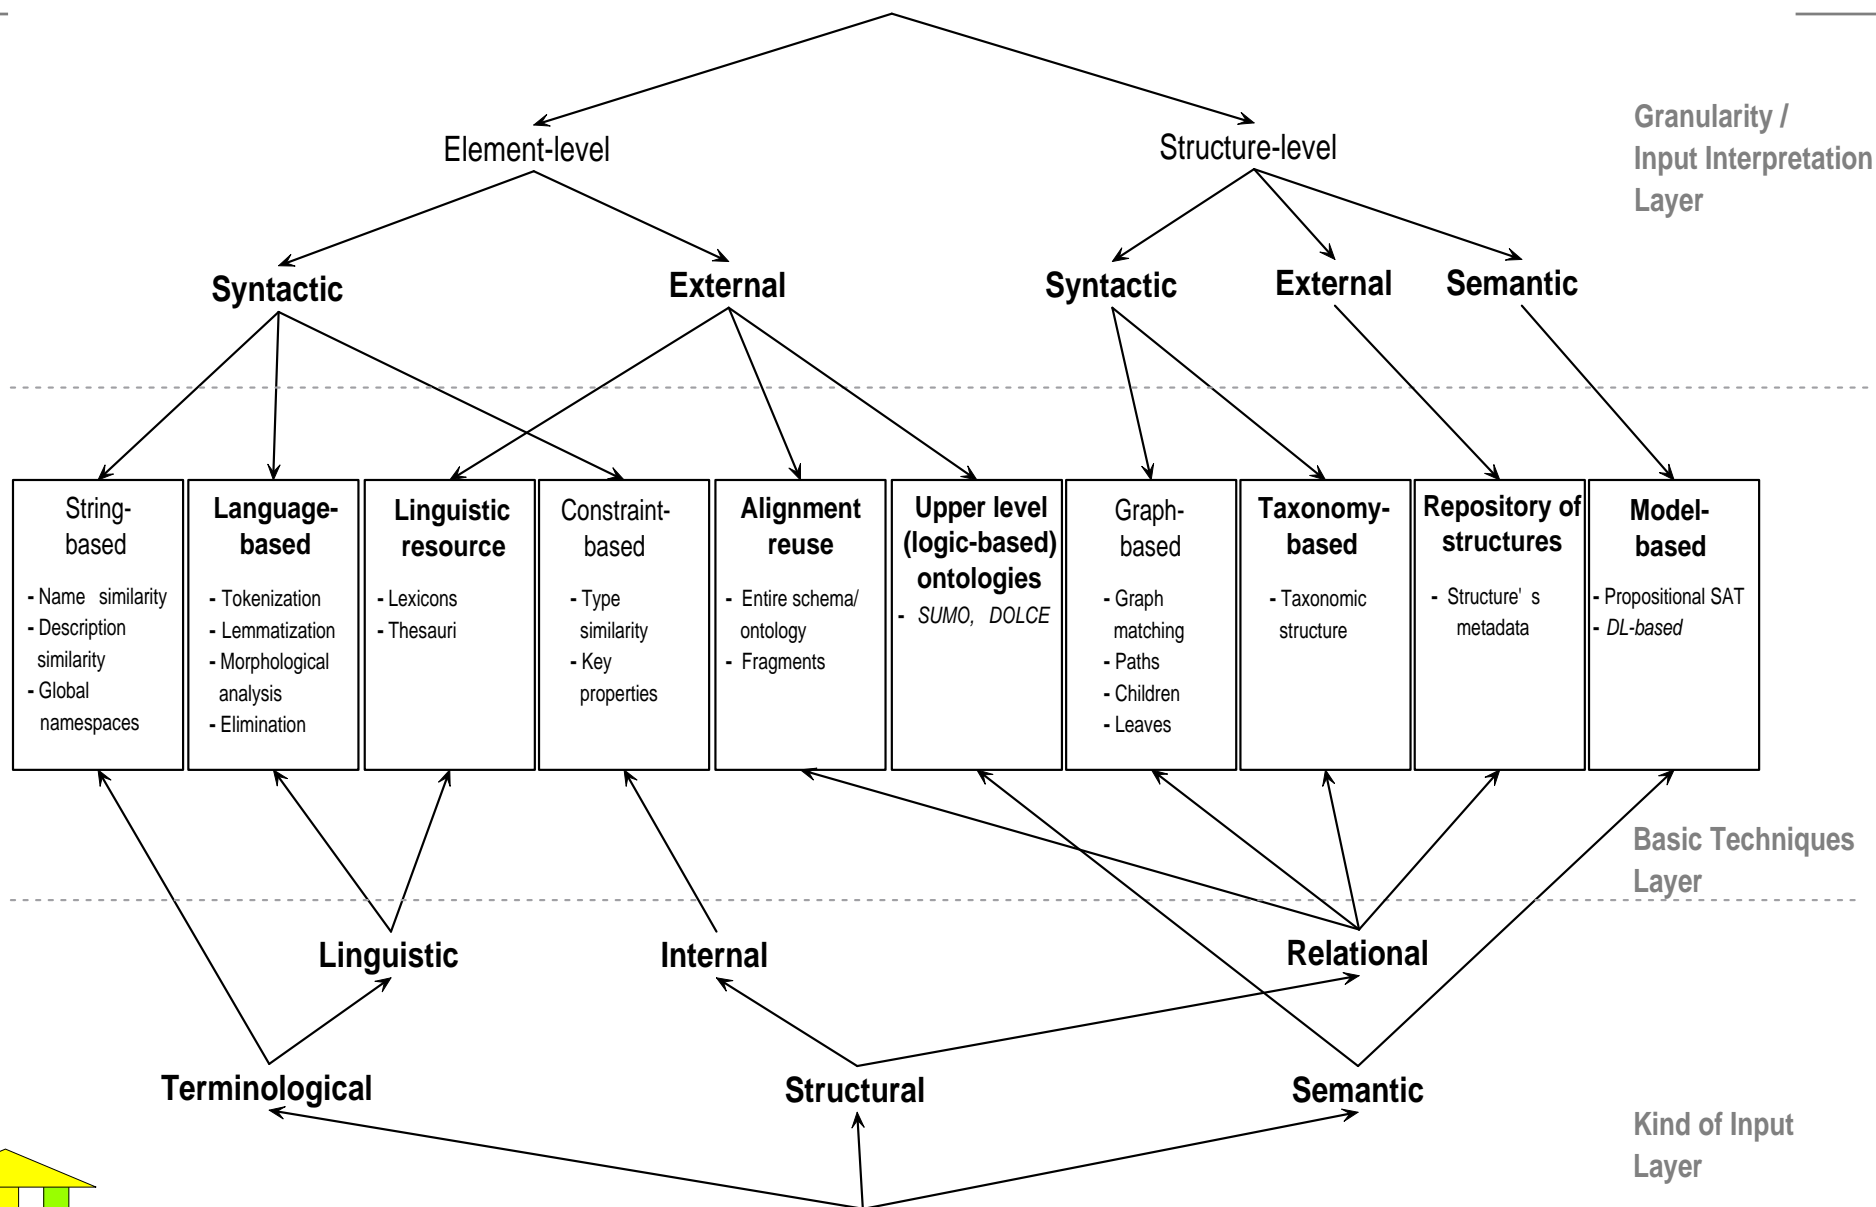 Element-level
Structure-level
Granularity /
Input Interpretation
Layer
Syntactic
External
Syntactic
External
Semantic
String-
based
- Name similarity
- Description
similarity
- Global
namespaces
Language-
based
- Tokenization
- Lemmatization
- Morphological
analysis
- Elimination
Linguistic
resource
- Lexicons
- Thesauri
Constraint-
based
- Type
similarity
- Key
properties
Alignment
reuse
- Entire schema/
ontology
- Fragments
Upper level
(logic-based)
ontologies
- SUMO, DOLCE
Graph-
based
- Graph
matching
- Paths
- Children
- Leaves
Taxonomy-
based
- Taxonomic
structure
Repository of
structures
- Structure' s
metadata
Model-
based
- Propositional SAT
- DL-based
Basic Techniques
Layer
Linguistic
Internal
Relational
Terminological
Structural
Semantic
Kind of Input
Layer